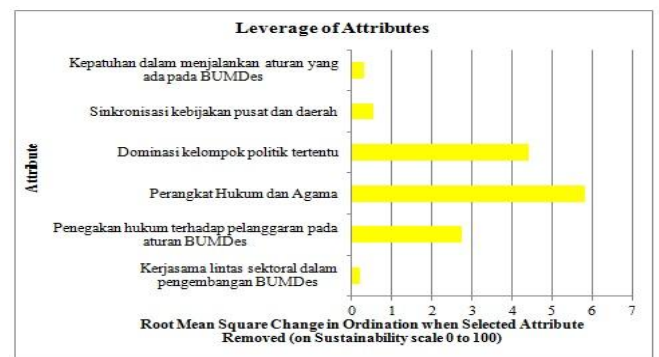 Leverage of Attributes
Kepatuhan dalam menjalankan aturan yang
ada pada BUMDes
Sinkronisasi kebijakan pusat dan daerah
Dominasi kelompok politik tertentu
Perangkat Hukum dan Agama
Penegakan hukum terhadap pelanggaran pada
aturan BUMDes
Kerjasama lintas sektoral dalam
pengembangan BUMDes
Attribute
0 1 2 3 4 5 6 7
Root Mean Square Change in Ordination when Selected Attribute
Removed (on Sustainability scale 0 to 100)